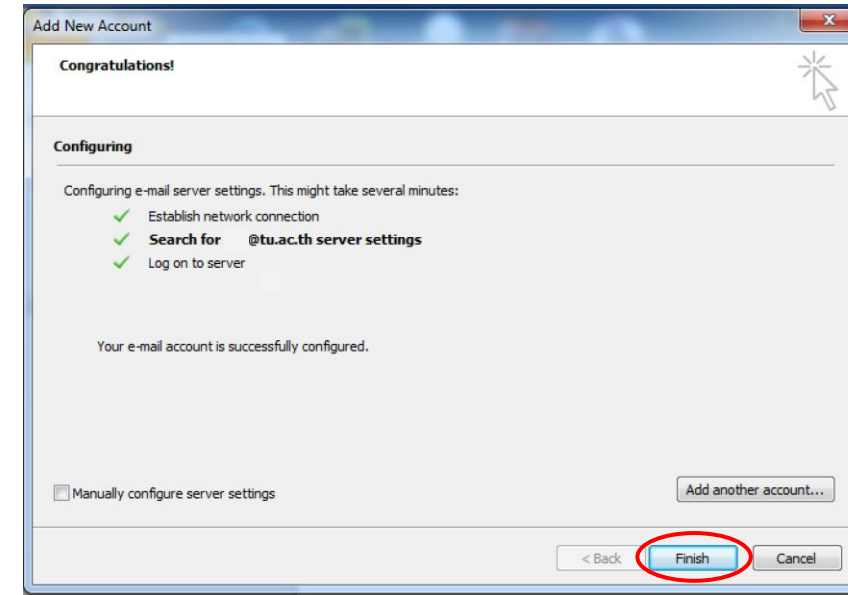 Add New Account
Congratulations!
Configuring
Configuring e-mail server settings. This might take several minutes:
Establish network connection
Search for @tu.ac.th server settings
Log on to server
Your e-mail account is successfully configured.
Manually configure server settings
Add another account...
< Back Finish Cancel